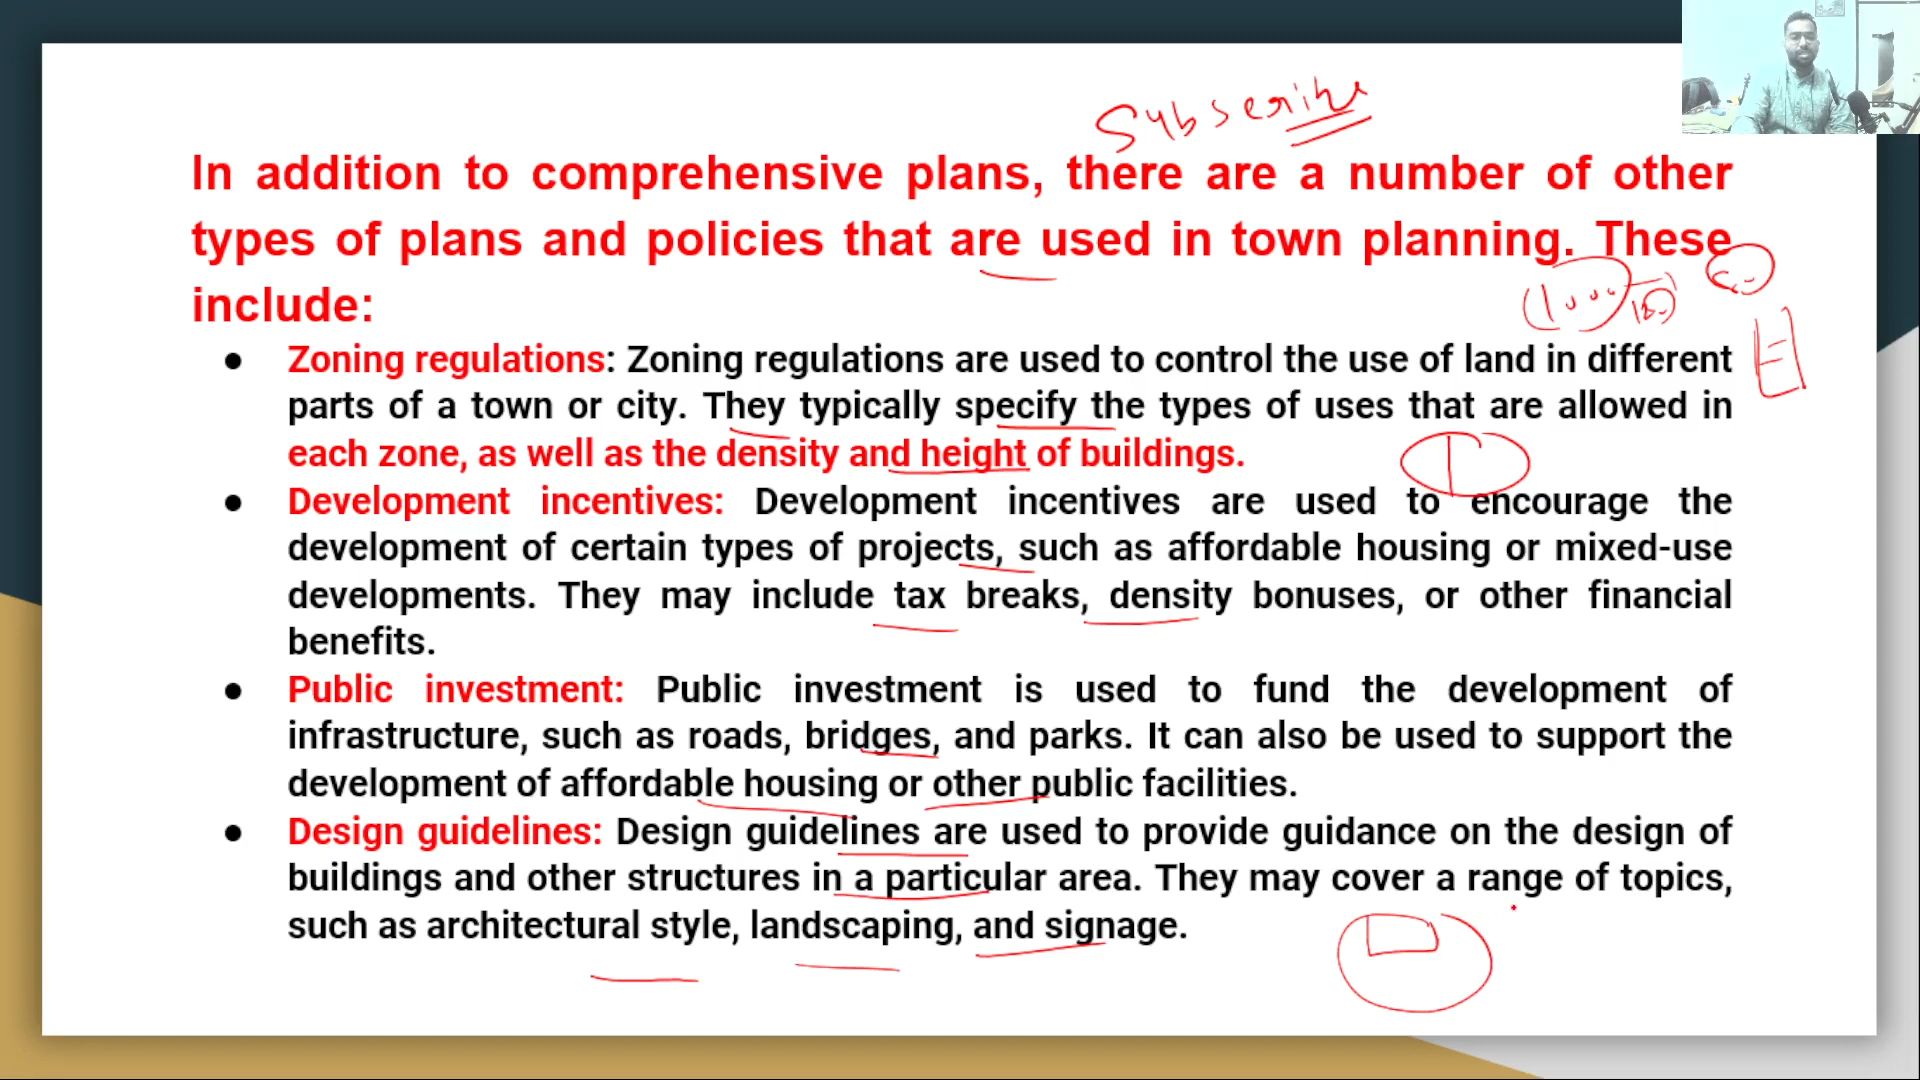 Subscribe
In addition to comprehensive plans, there are a number of other
types of plans and policies that are used in town planning. These
include:
● Zoning regulations: Zoning regulations are used to control the use of land in different
parts of a town or city. They typically specify the types of uses that are allowed in
each zone, as well as the density and height of buildings.
● Development incentives: Development incentives are used to encourage the
development of certain types of projects, such as affordable housing or mixed-use
developments. They may include tax breaks, density bonuses, or other financial
benefits.
● Public investment: Public investment is used to fund the development of
infrastructure, such as roads, bridges, and parks. It can also be used to support the
development of affordable housing or other public facilities.
● Design guidelines: Design guidelines are used to provide guidance on the design of
buildings and other structures in a particular area. They may cover a range of topics,
such as architectural style, landscaping, and signage.